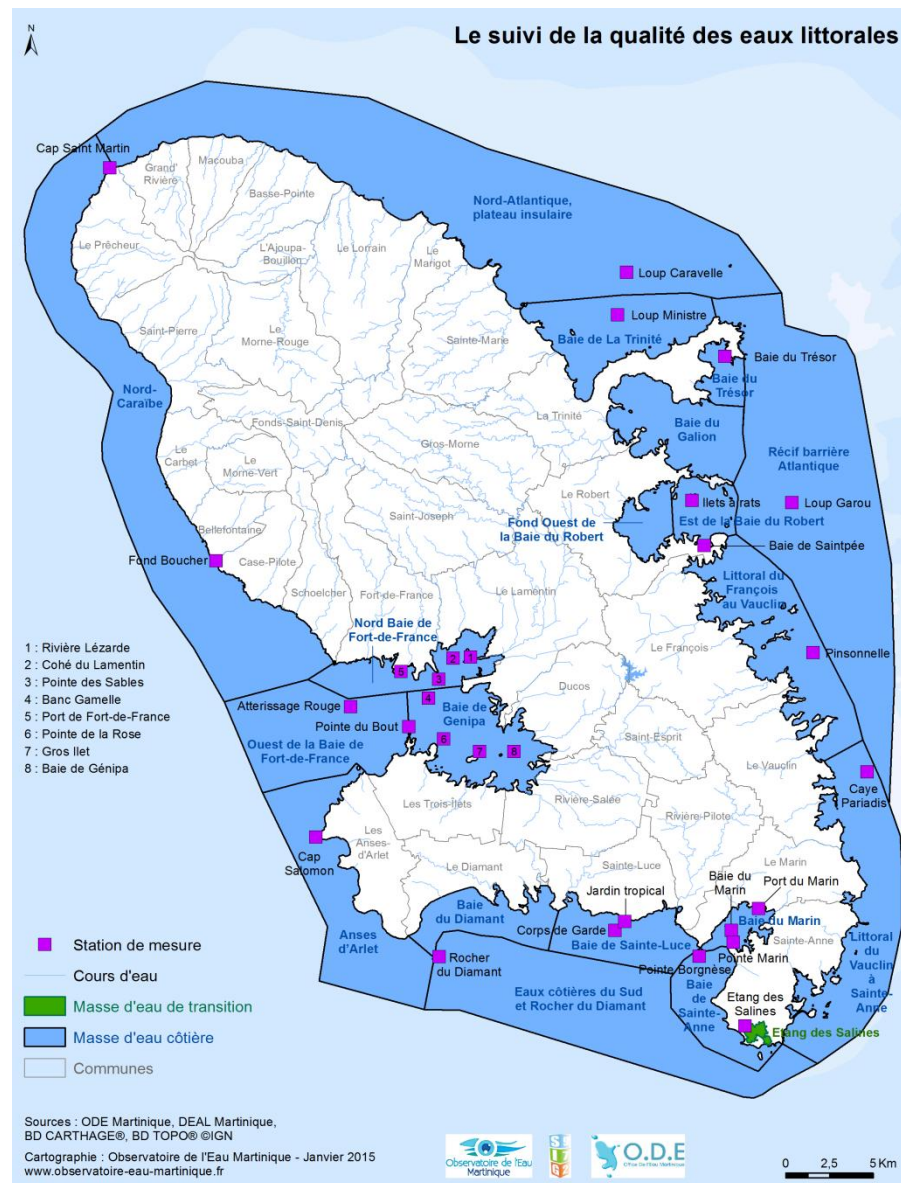 N
Le suivi de la qualité des eaux littorales
Cap Saint Martin
Grand'
Rivière
Macouba
Basse-Pointe
Nord-Atlantique,
plateau insulaire
Le Prêcheur
L'Ajoupa-
Bouillon
Le Lorrain
Le
Marigot
Loup Caravelle
Loup Ministre
Baie de La Trinité
Saint-Pierre
Le
Morne-Rouge
Sainte-Marie
Baie du Trésor
Baie du
Trésor
Nord-
Caraïbe
Fonds-Saint-Denis
La Trinité
Baie du
Galion
Le
Carbet
Le
Morne-Vert
Gros-Morne
Récif barrière
Atlantique
Le Robert
Ilets à rats
Loup Garou
Bellefontaine
Saint-Joseph
Fond Ouest de
la Baie du Robert
Est de la Baie du Robert
Baie de Saintpée
Fond Boucher
Case-Pilote
Schoelcher
Fort-de-France
Le Lamentin
Littoral du
François
au Vauclin
Nord Baie de
Fort-de-France
Le François
Pinsonnelle
1 : Rivière Lézarde
2 : Cohé du Lamentin
3 : Pointe des Sables
4 : Banc Gamelle
5 : Port de Fort-de-France
6 : Pointe de la Rose
7 : Gros Ilet
8 : Baie de Génipa
2
1
5
3
4
6
7
8
Ducos
Atterissage Rouge
Baie de
Genipa
Pointe du Bout
Ouest de la Baie de
Fort-de-France
Saint-Esprit
Le Vauclin
Caye
Pariadis
Les Trois-Îlets
Rivière-Salée
Rivière-Pilote
Les
Anses-
d'Arlet
Cap
Salomon
Le Diamant
Sainte-Luce
Le Marin
Baie du
Marin
Port du Marin
Jardin tropical
Baie
du Diamant
Corps de Garde
Baie de Sainte-Luce
Baie du Marin
Sainte-Anne
Anses
d'Arlet
Rocher
du Diamant
Pointe Borgnèse
Pointe Marin
Littoral
du
Vauclin
à
Sainte-
Anne
Eaux côtières du Sud
et Rocher du Diamant
Baie
de
Sainte-
Anne
Etang des
Salines
Etang des Salines
Station de mesure
Cours d'eau
Masse d'eau de transition
Masse d'eau côtière
Communes
Sources : ODE Martinique, DEAL Martinique,
BD CARTHAGE®, BD TOPO® ©IGN
Cartographie : Observatoire de l'Eau Martinique - Janvier 2015
www.observatoire-eau-martinique.fr
Observatoire de l'Eau
Martinique
O.D.E
Office De l'Eau Martinique
0 2,5 5 Km